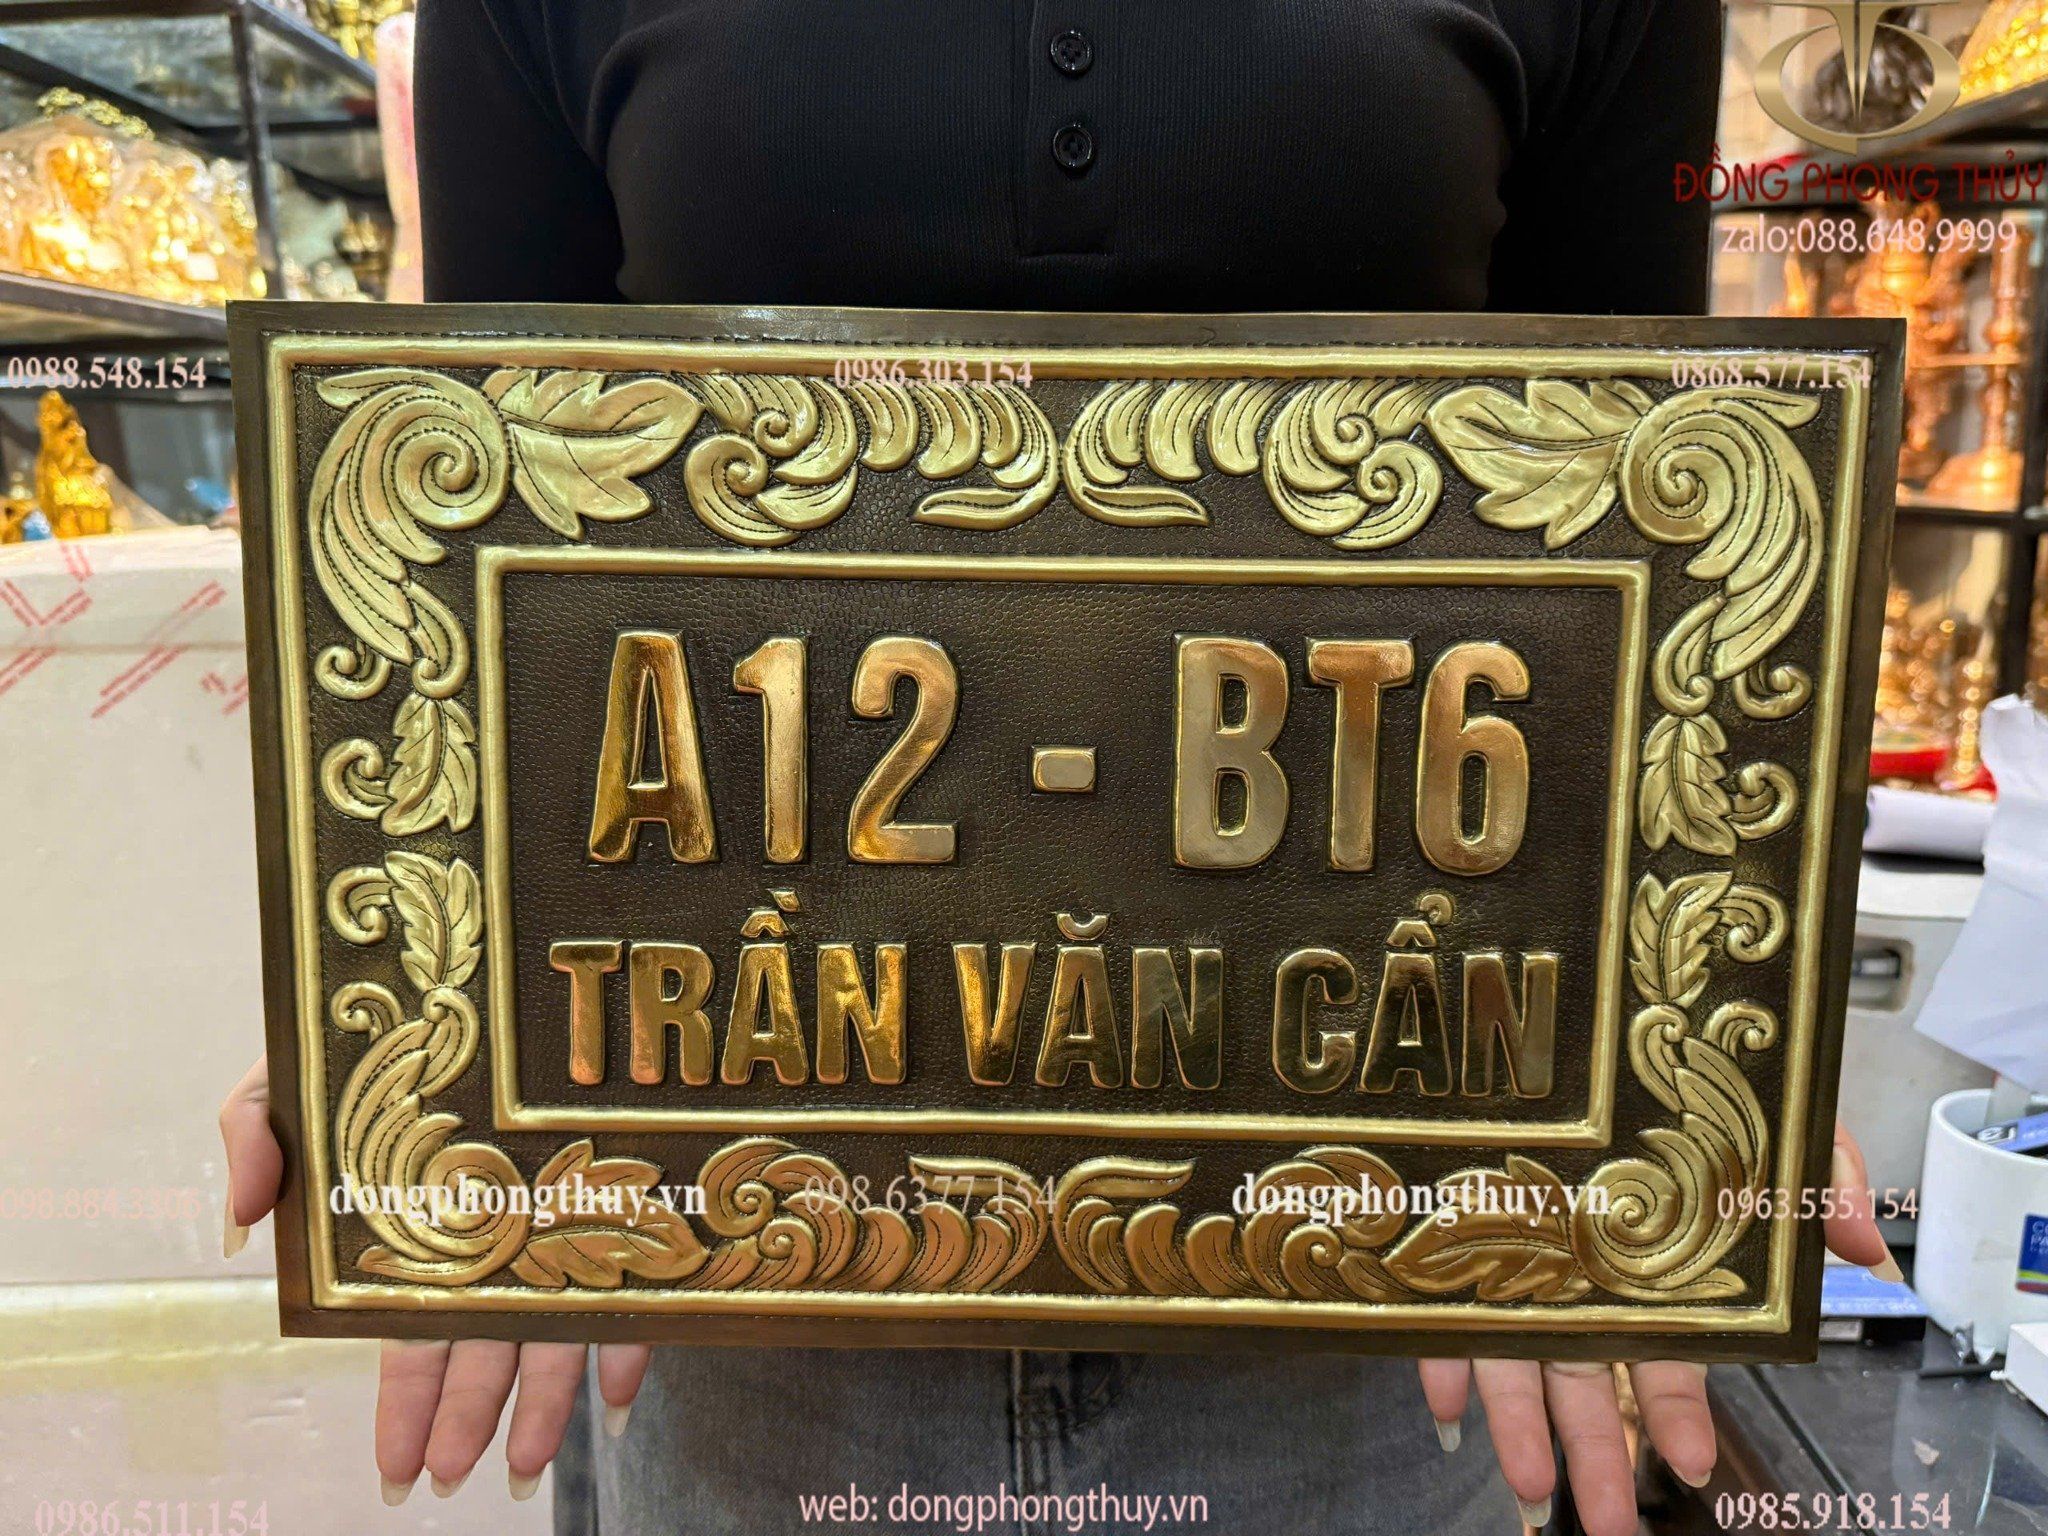 ĐỒNG PHONG THỦY
zalo:088.648.9999
0988.548.154
0986.303.154
0868.577.154
A12 - BT6
TRẦN VĂN CẨN
dongphongthuy.vn
dongphongthuy.vn
098.884.3306
098.6377.154
0963.555.154
web: dongphongthuy.vn
0986.511.154
0985.918.154